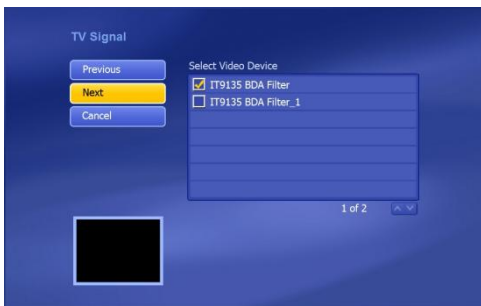 TV Signal
Previous
Next
Cancel
Select Video Device
IT9135 BDA Filter
IT9135 BDA Filter_1
1 of 2